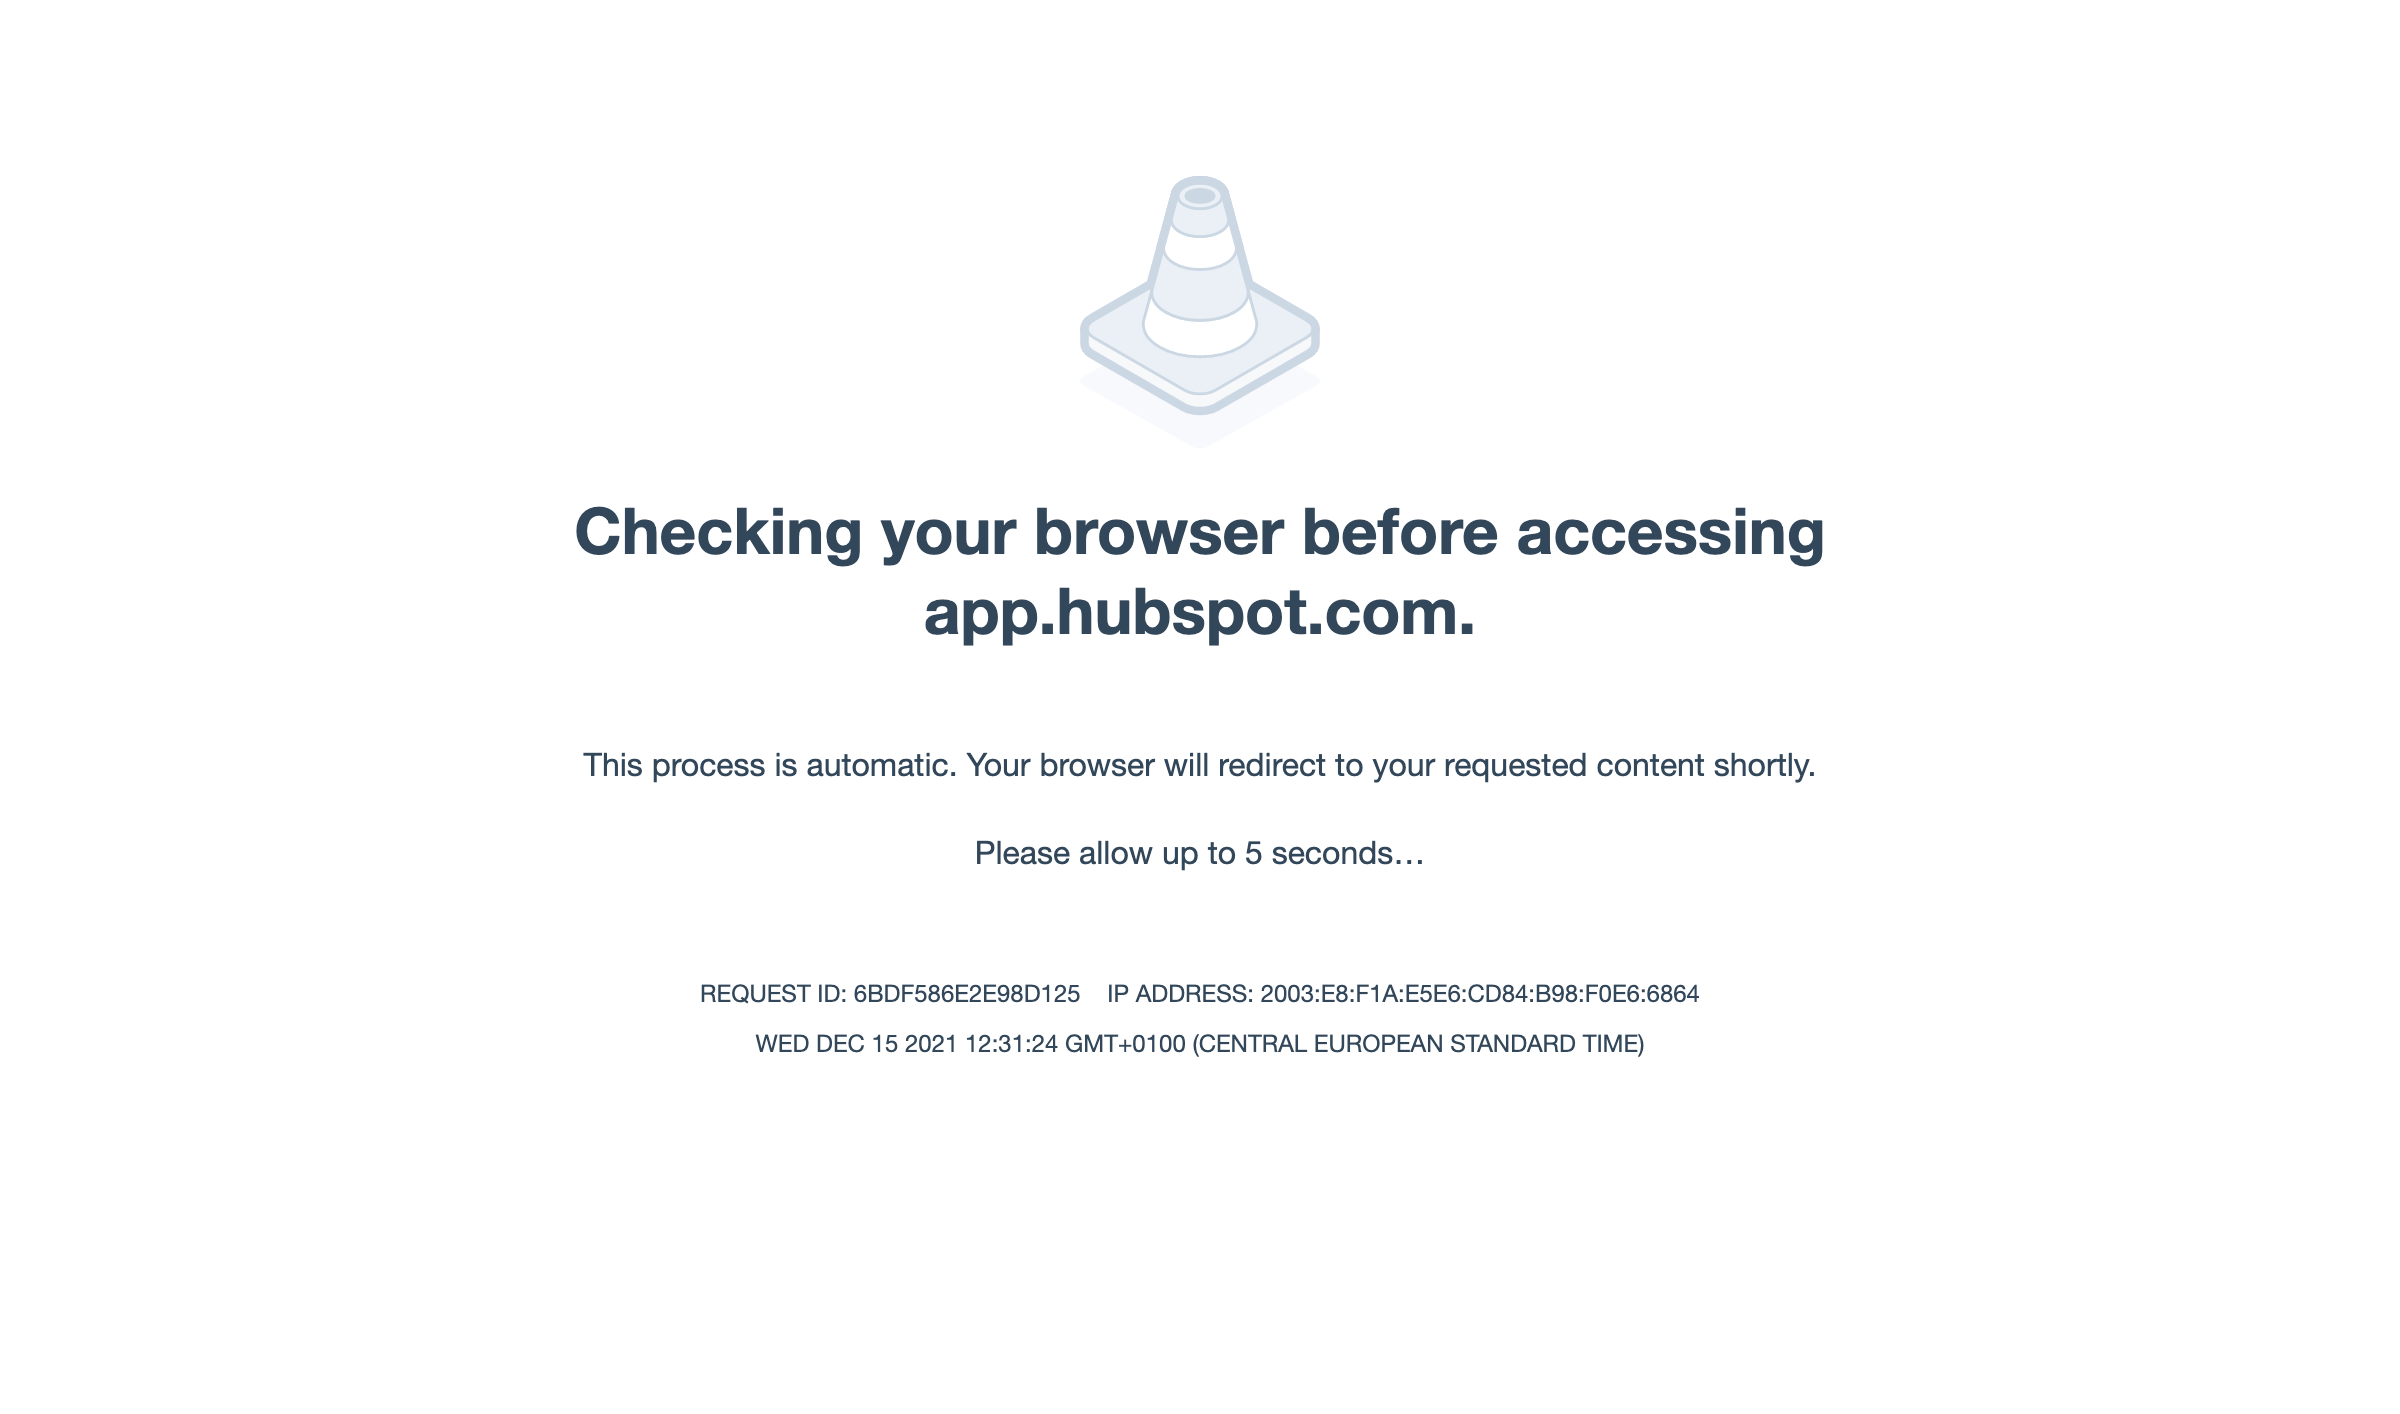 Checking your browser before accessing
app.hubspot.com.
This process is automatic. Your browser will redirect to your requested content shortly.
Please allow up to 5 seconds…
REQUEST ID: 6BDF586E2E98D125 IP ADDRESS: 2003:E8:F1A:E5E6:CD84:B98:F0E6:6864
WED DEC 15 2021 12:31:24 GMT+0100 (CENTRAL EUROPEAN STANDARD TIME)